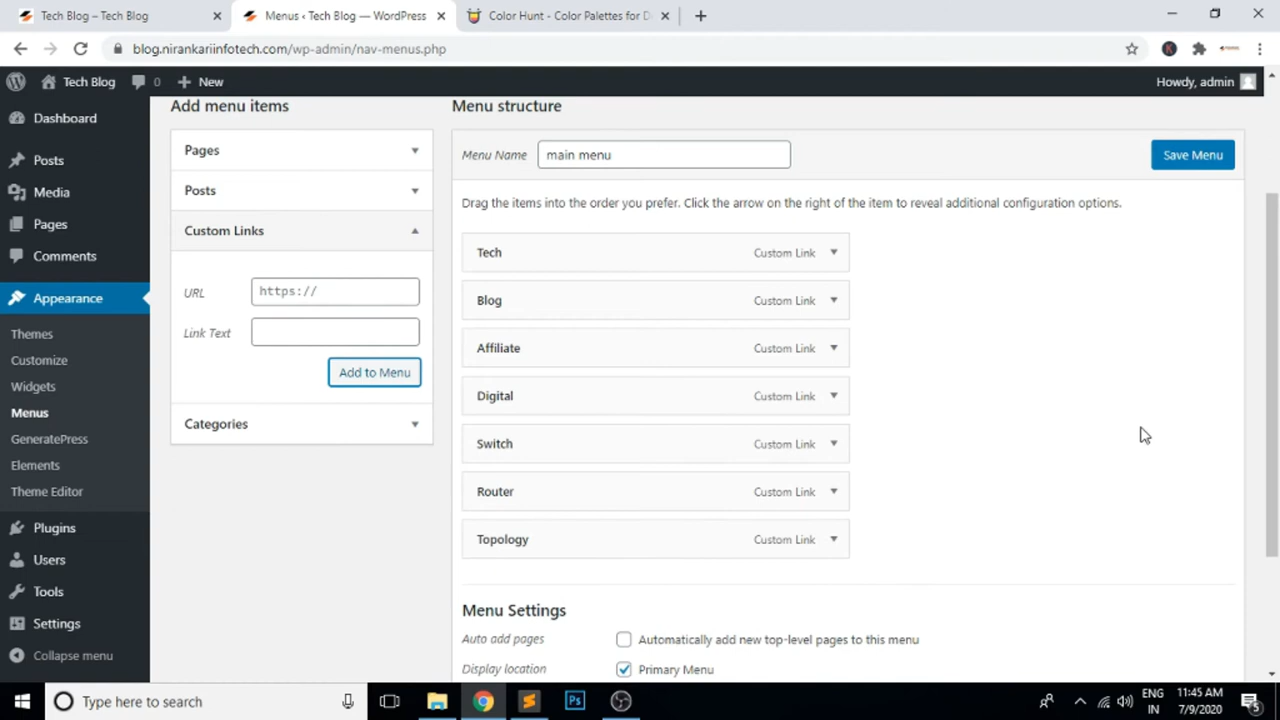 Tech Blog – Tech Blog
Menus ‹ Tech Blog — WordPress
Color Hunt - Color Palettes for D
blog.nirankariinfotech.com/wp-admin/nav-menus.php
Tech Blog
0
New
Howdy, admin
Dashboard
Posts
Media
Pages
Comments
Appearance
Themes
Customize
Widgets
Menus
GeneratePress
Elements
Theme Editor
Plugins
Users
Tools
Settings
Collapse menu
Add menu items
Pages
Posts
Custom Links
URL
https://
Link Text
Add to Menu
Categories
Menu structure
Menu Name
main menu
Save Menu
Drag the items into the order you prefer. Click the arrow on the right of the item to reveal additional configuration options.
Tech Custom Link
Blog Custom Link
Affiliate Custom Link
Digital Custom Link
Switch Custom Link
Router Custom Link
Topology Custom Link
Menu Settings
Auto add pages Automatically add new top-level pages to this menu
Display location Primary Menu
Type here to search
Ps
ENG
IN
11:45 AM
7/9/2020
5